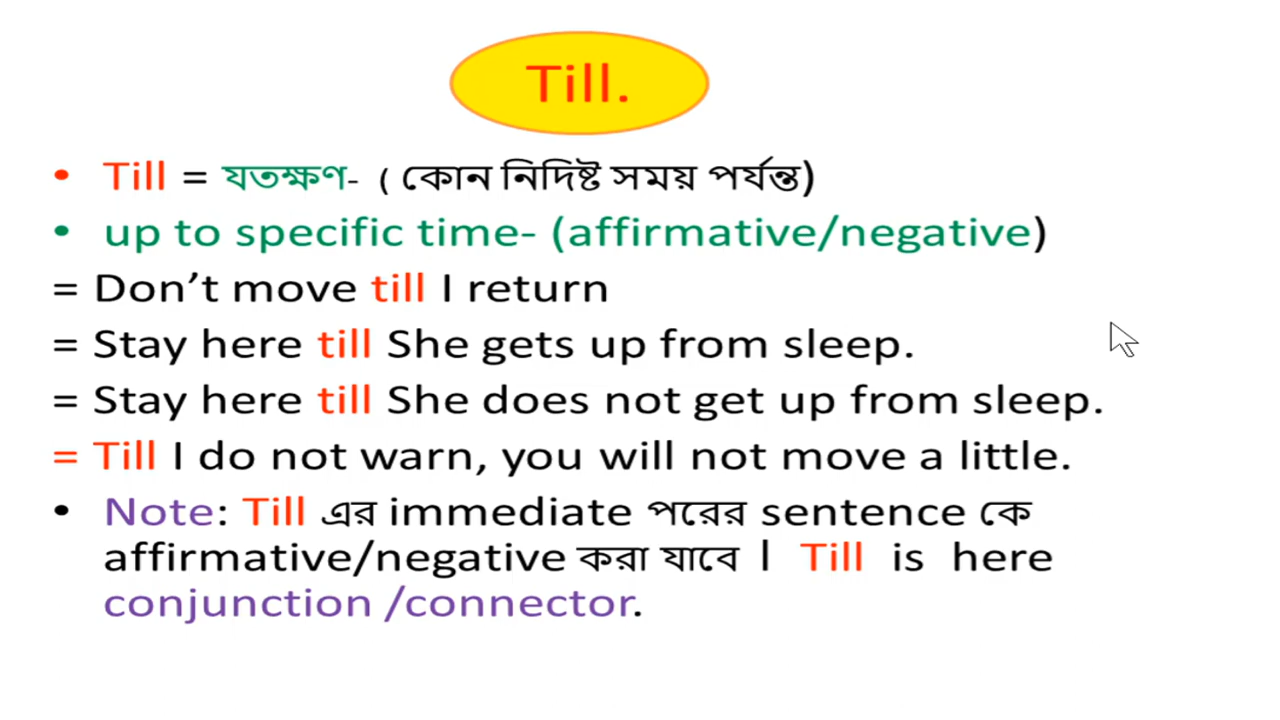 Till.
• Till = যতক্ষণ- ( কোন নিদিষ্ট সময় পর্যন্ত)
• up to specific time- (affirmative/negative)
= Don’t move till I return
= Stay here till She gets up from sleep.
= Stay here till She does not get up from sleep.
= Till I do not warn, you will not move a little.
• Note: Till এর immediate পরের sentence কে
affirmative/negative করা যাবে। Till is here
conjunction /connector.